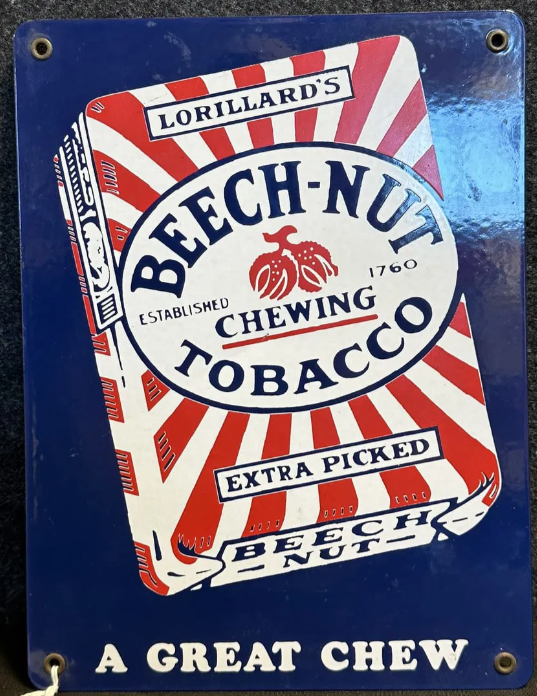 LORILLARD'S
BEECH-NUT
ESTABLISHED 1760
CHEWING
TOBACCO
EXTRA PICKED
BEECH
NUT
A GREAT CHEW